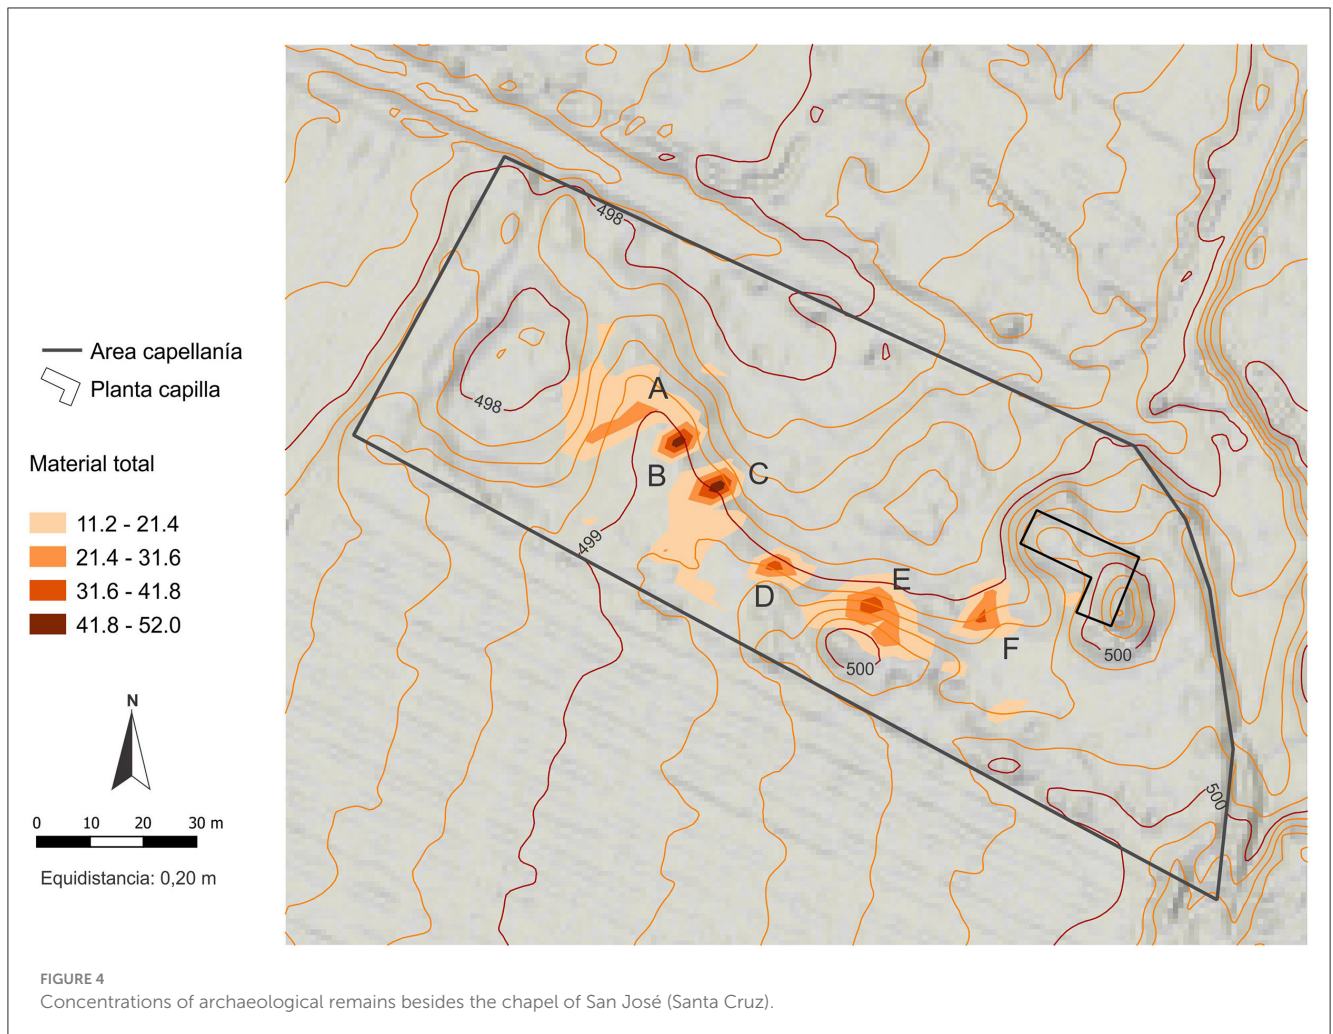 Area capellanía
Planta capilla
Material total
11.2 - 21.4
21.4 - 31.6
31.6 - 41.8
41.8 - 52.0
N
0 10 20 30 m
Equidistancia: 0,20 m
498
498
A
B
C
499
D
E
F
500
500
500
FIGURE 4
Concentrations of archaeological remains besides the chapel of San José (Santa Cruz).